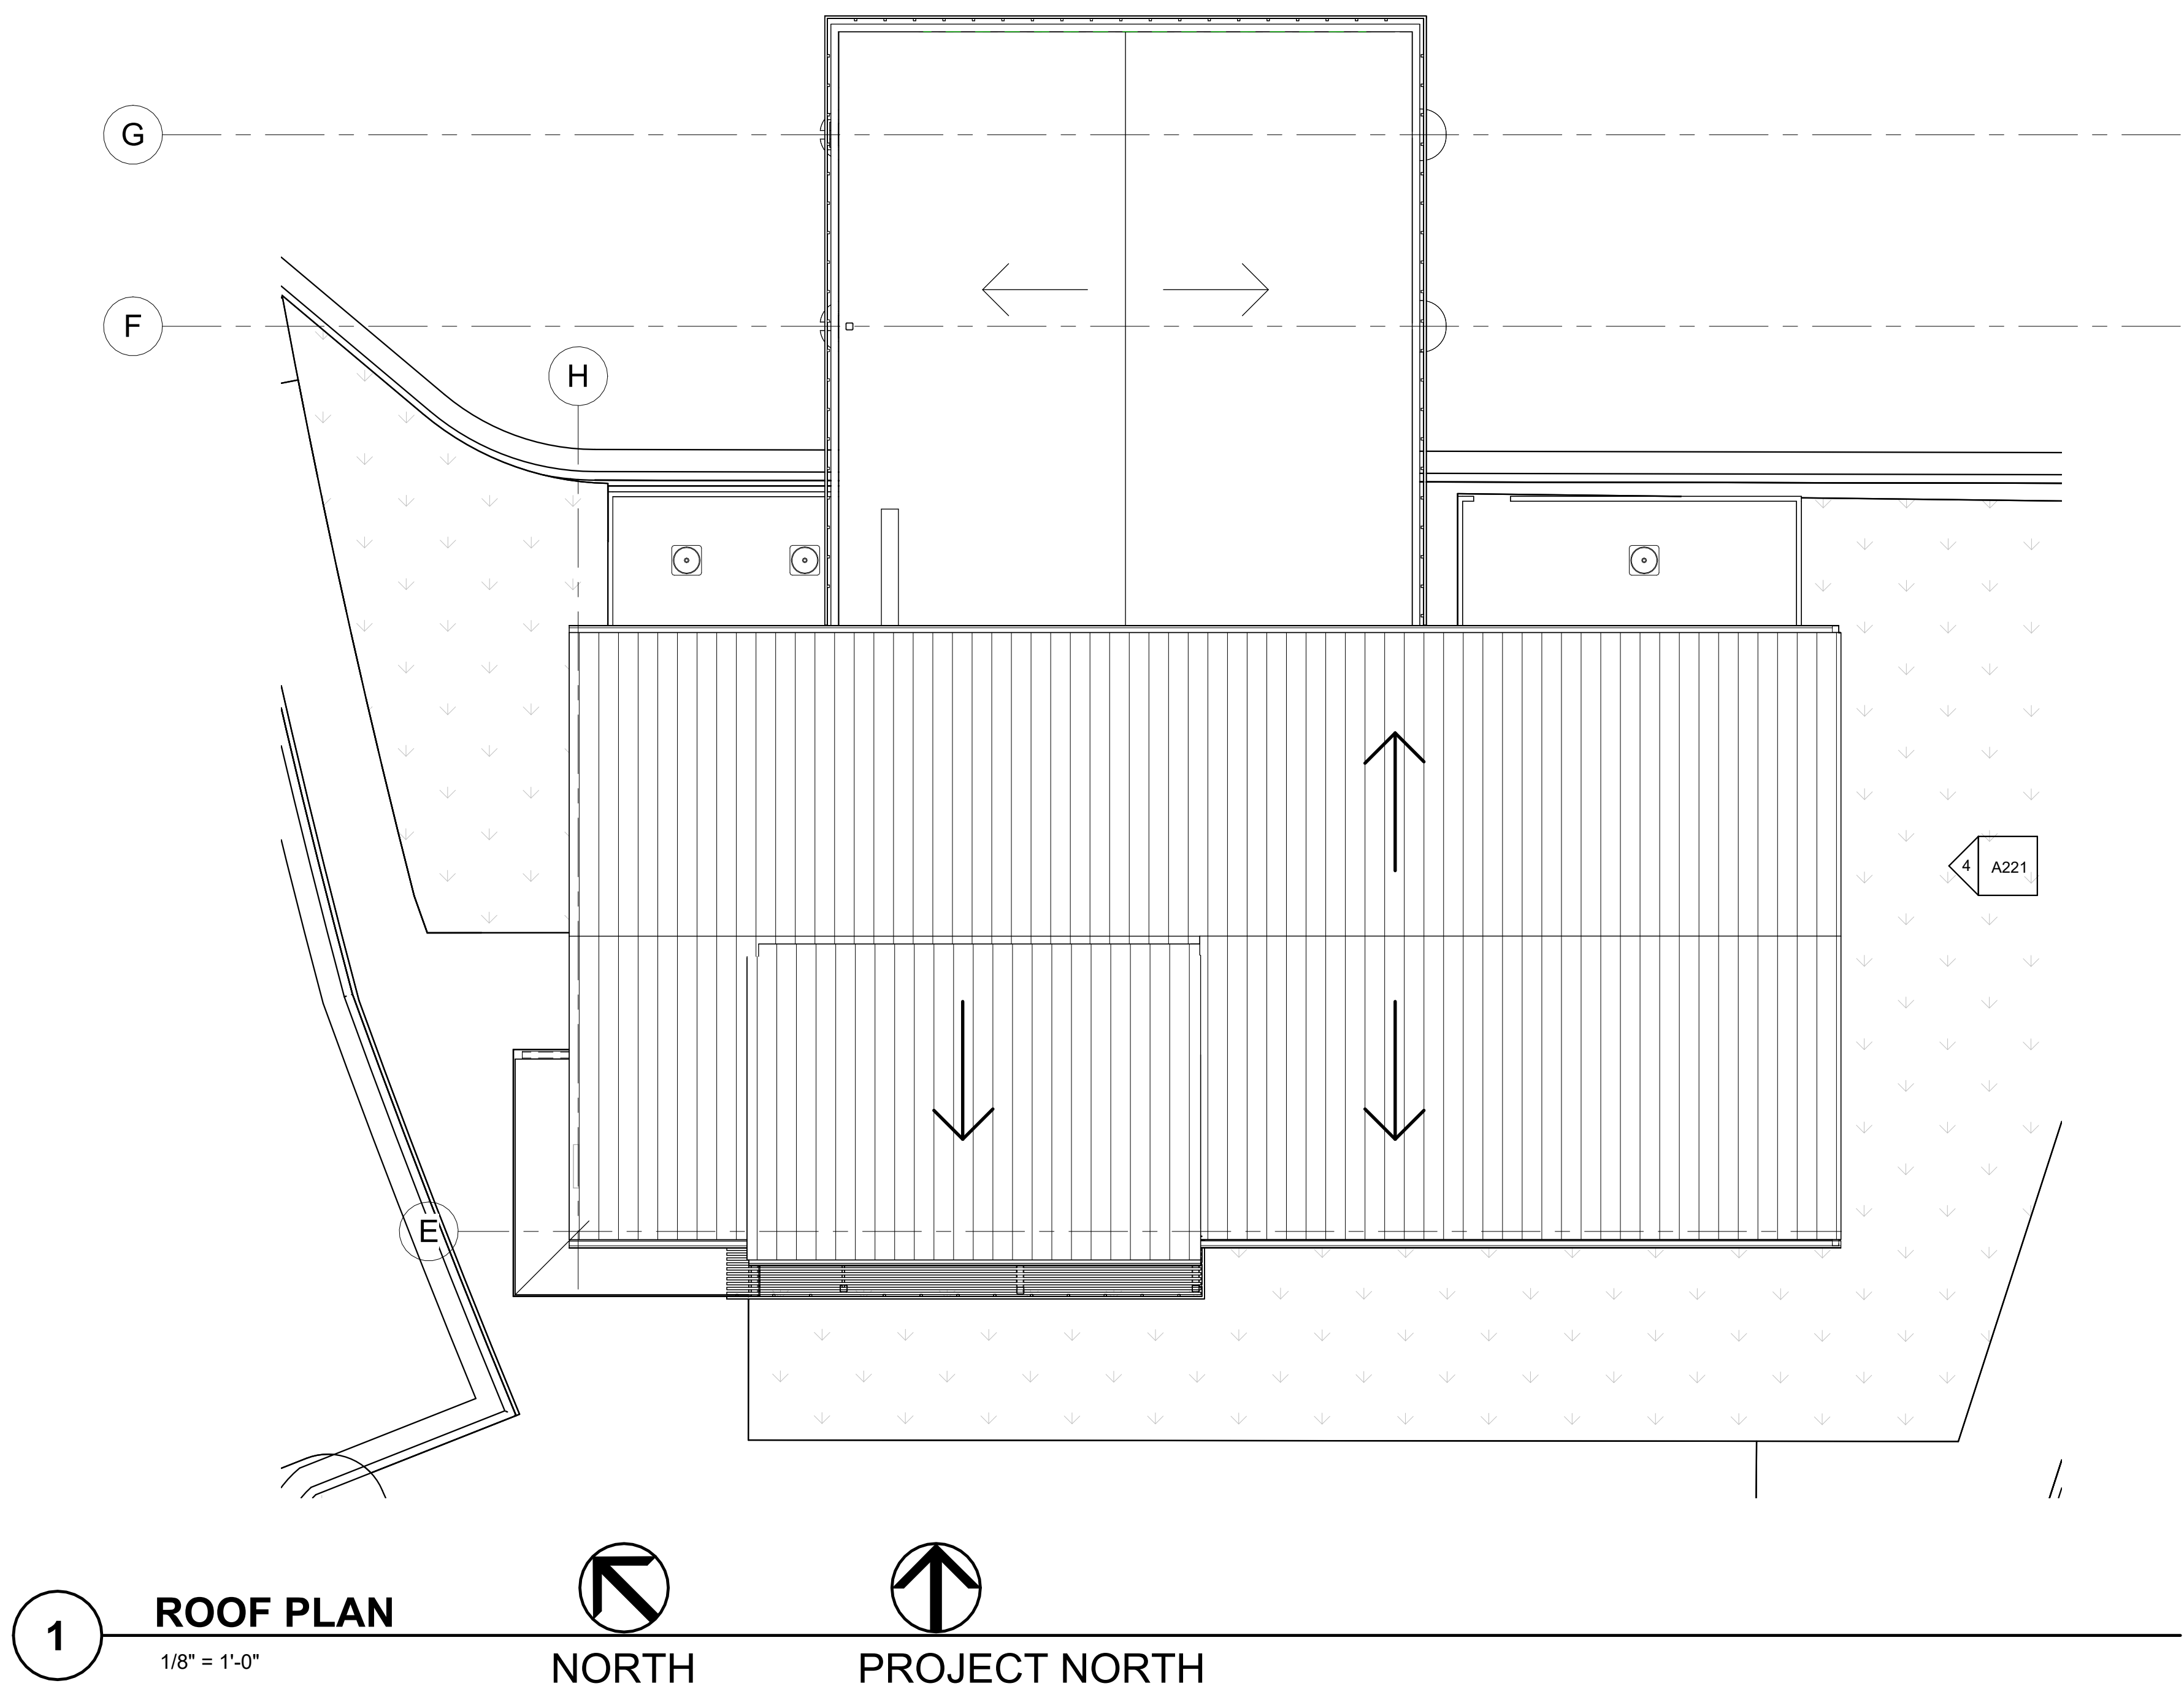 G
F
H
4 A221
E
1
ROOF PLAN
1/8" = 1'-0"
NORTH
PROJECT NORTH